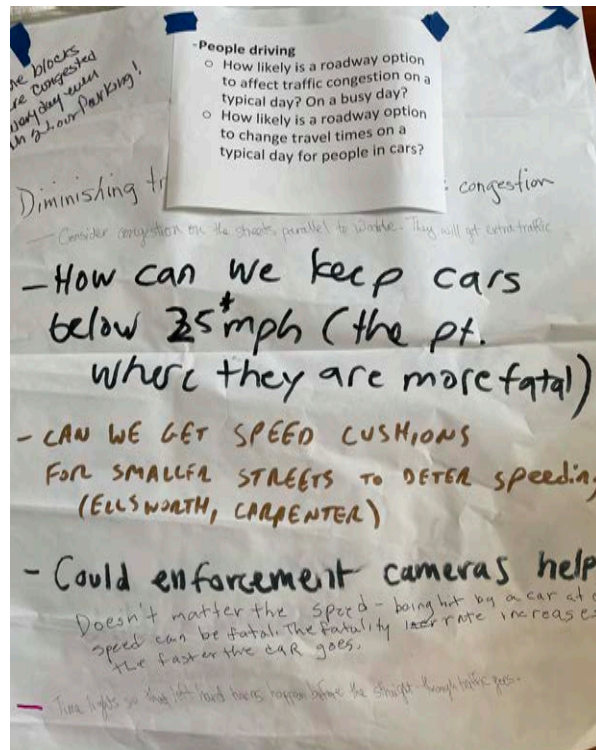 blocks
congested
every day even
2 hour parking!
-People driving
o How likely is a roadway option
to affect traffic congestion on a
typical day? On a busy day?
o How likely is a roadway option
to change travel times on a
typical day for people in cars?
Diminishing congestion
- Consider congestion on the streets parallel to They will get extra traffic
- How can we keep cars
below 25* mph (the pt.
where they are more fatal)
- CAN WE GET SPEED CUSHIONS
FOR SMALLER STREETS TO DETER speeding
(ELLSWORTH, CARPENTER)
- Could enforcement cameras help
Doesn't matter the speed - being hit by a car at
speed can be fatal. The fatality rate increases
the faster the car goes.
- Time lights so that left hand turns happen before the straight-through traffic goes.